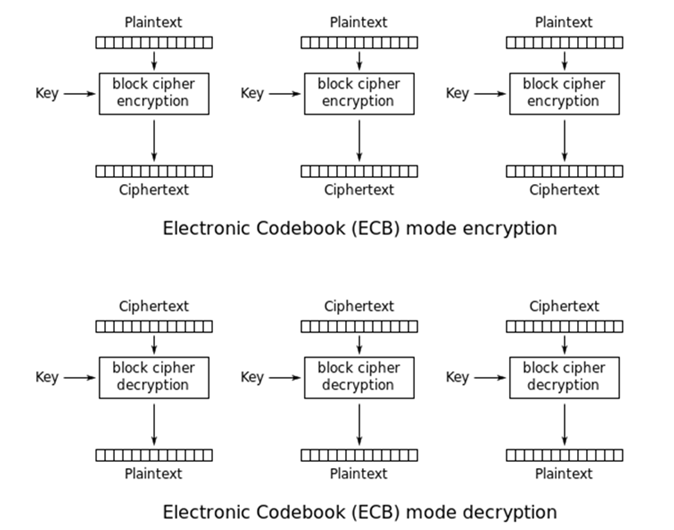 Plaintext Plaintext Plaintext
Key block cipher encryption Key block cipher encryption Key block cipher encryption
Ciphertext Ciphertext Ciphertext
Electronic Codebook (ECB) mode encryption
Ciphertext Ciphertext Ciphertext
Key block cipher decryption Key block cipher decryption Key block cipher decryption
Plaintext Plaintext Plaintext
Electronic Codebook (ECB) mode decryption